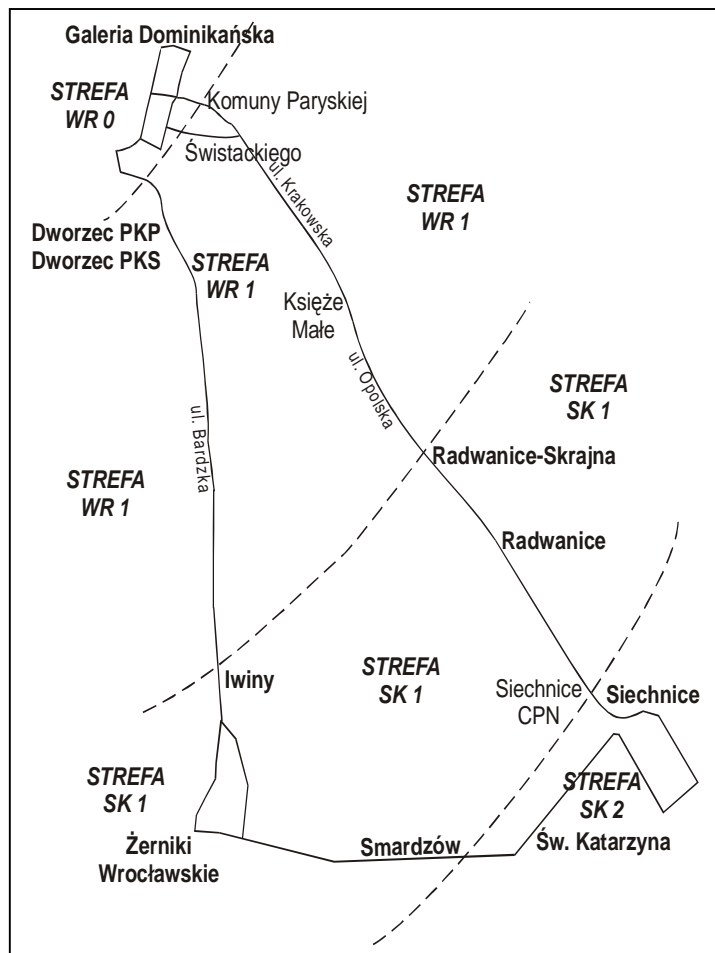 Galeria Dominikańska
STREFA
WR 0
Komuny Paryskiej
Świstackiego
ul. Krakowska
STREFA
WR 1
Dworzec PKP
Dworzec PKS
STREFA
WR 1
Księże
Małe
ul. Opolska
STREFA
SK 1
ul. Bardzka
Radwanice-Skrajna
STREFA
WR 1
Radwanice
Iwiny
STREFA
SK 1
Siechnice
CPN
Siechnice
STREFA
SK 1
STREFA
SK 2
Żerniki
Wrocławskie
Smardzów
Św. Katarzyna